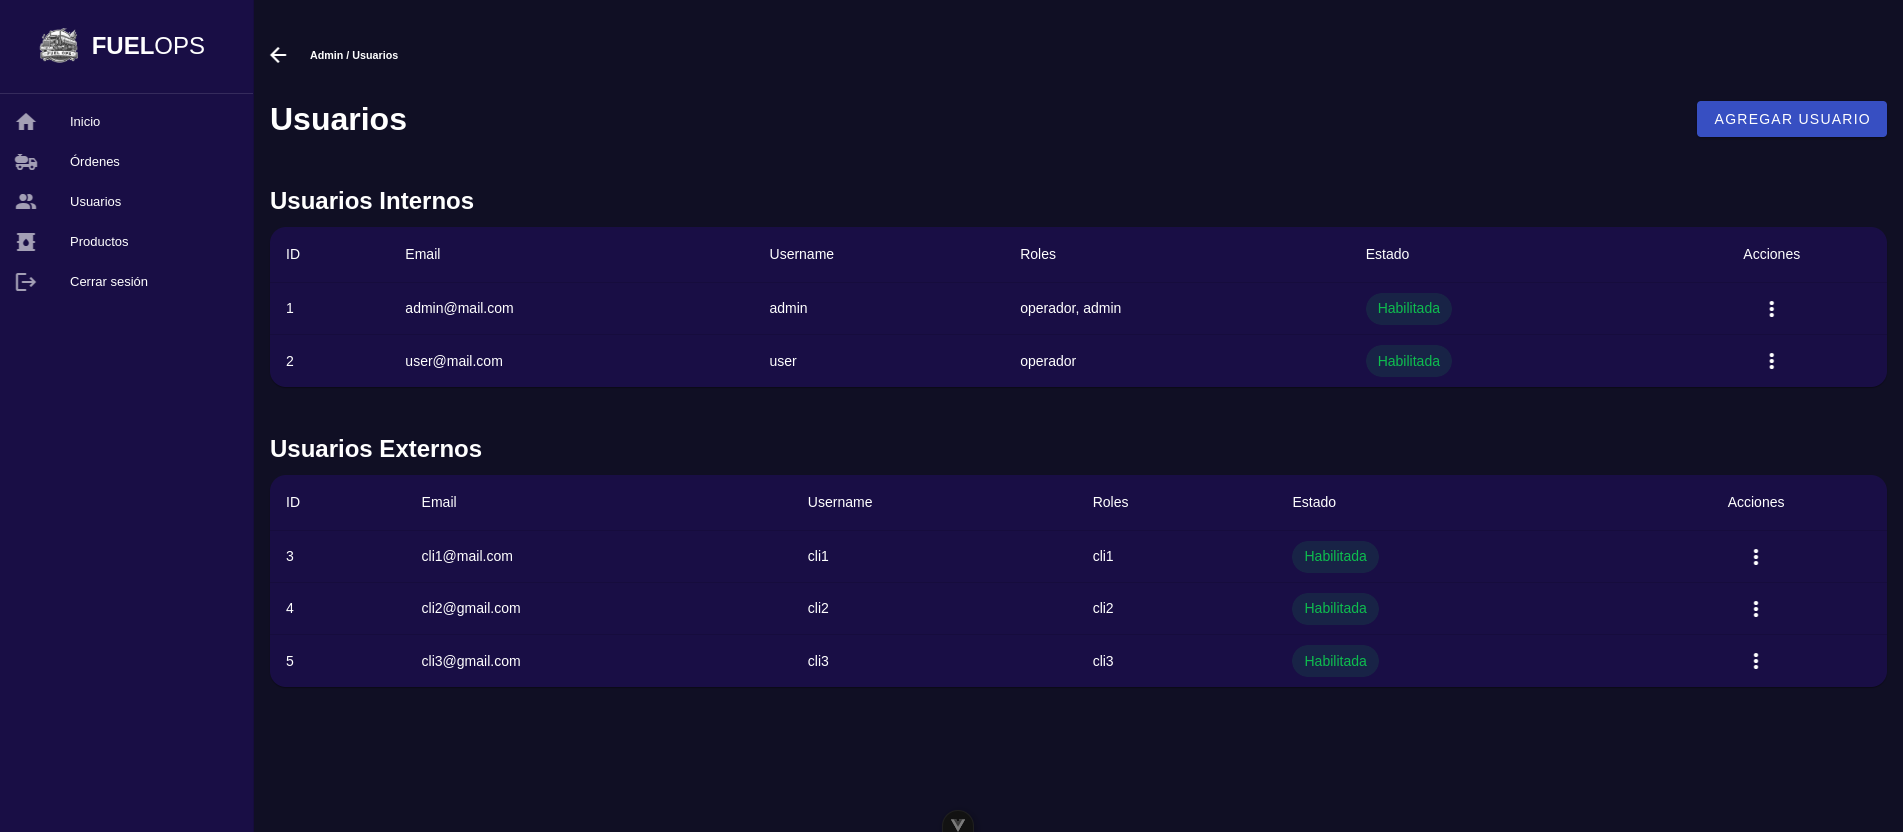 FUELOPS
Inicio
Órdenes
Usuarios
Productos
Cerrar sesión
Admin / Usuarios
Usuarios
AGREGAR USUARIO
Usuarios Internos
ID Email Username Roles Estado Acciones
1 admin@mail.com admin operador, admin Habilitada
2 user@mail.com user operador Habilitada
Usuarios Externos
ID Email Username Roles Estado Acciones
3 cli1@mail.com cli1 cli1 Habilitada
4 cli2@gmail.com cli2 cli2 Habilitada
5 cli3@gmail.com cli3 cli3 Habilitada